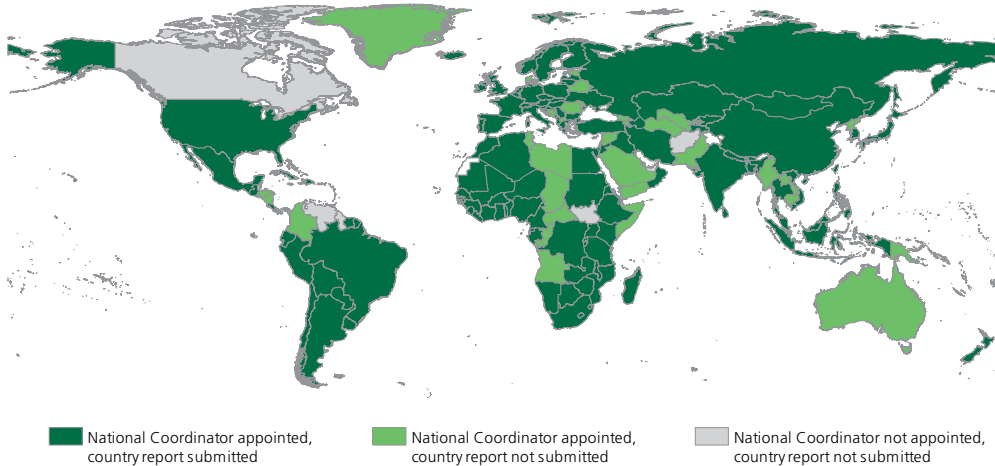 National Coordinator appointed,
country report submitted
National Coordinator appointed,
country report not submitted
National Coordinator not appointed,
country report not submitted